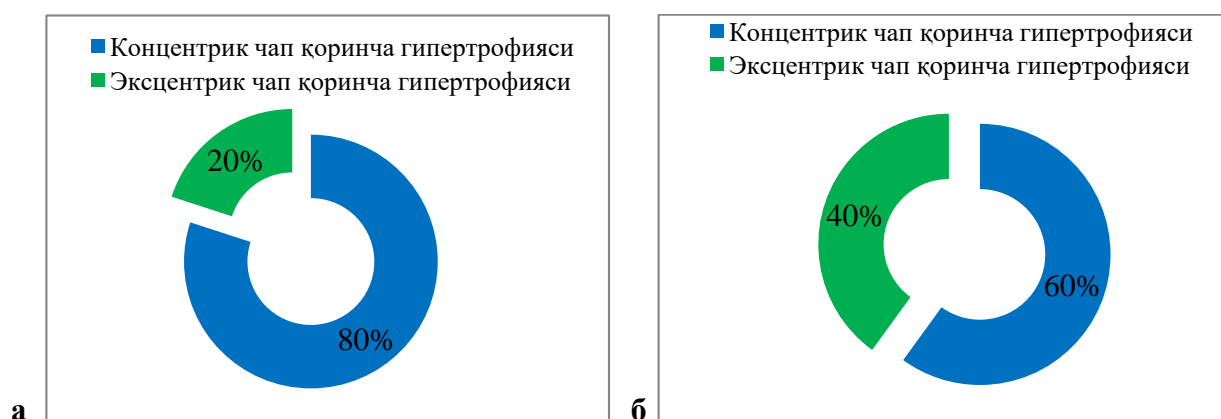 Концентрик чап қоринча гипертрофияси
Эксцентрик чап қоринча гипертрофияси
20%
80%
а
Концентрик чап қоринча гипертрофияси
Эксцентрик чап қоринча гипертрофияси
40%
60%
б